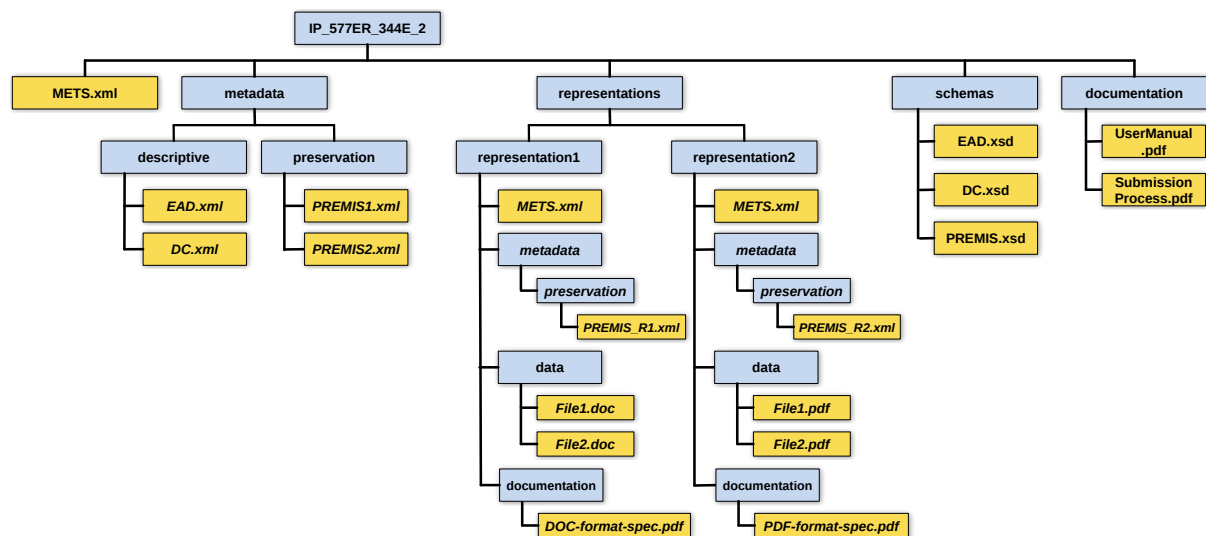 IP_577ER_344E_2
METS.xml
metadata
representations
schemas
documentation
descriptive
preservation
representation1
representation2
EAD.xsd
UserManual
.pdf
EAD.xml
PREMIS1.xml
METS.xml
METS.xml
DC.xsd
Submission
Process.pdf
DC.xml
PREMIS2.xml
metadata
metadata
PREMIS.xsd
preservation
preservation
PREMIS_R1.xml
PREMIS_R2.xml
data
data
File1.doc
File1.pdf
File2.doc
File2.pdf
documentation
documentation
DOC-format-spec.pdf
PDF-format-spec.pdf